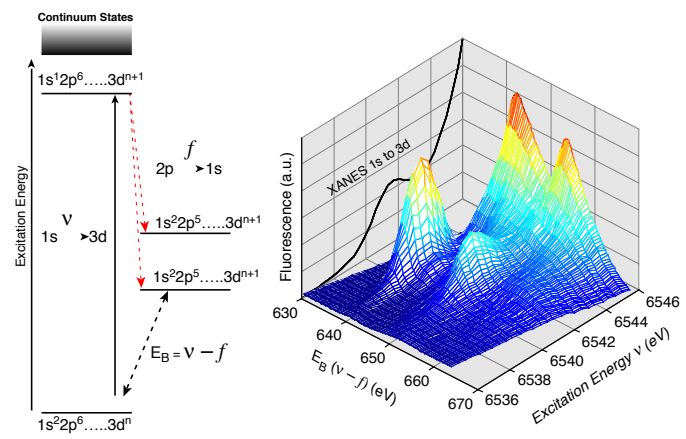 Continuum States
1s¹2p⁶.....3dⁿ⁺¹
f
2p ➤1s
ν
1s ➤3d
1s²2p⁵.....3dⁿ⁺¹
1s²2p⁵.....3dⁿ⁺¹
E_B = ν − f
1s²2p⁶.....3dⁿ
Excitation Energy
XANES 1s to 3d
Fluorescence (a.u.)
630
640
650
660
670
E_B (ν − f) (eV)
6536
6538
6540
6542
6544
6546
Excitation Energy ν (eV)